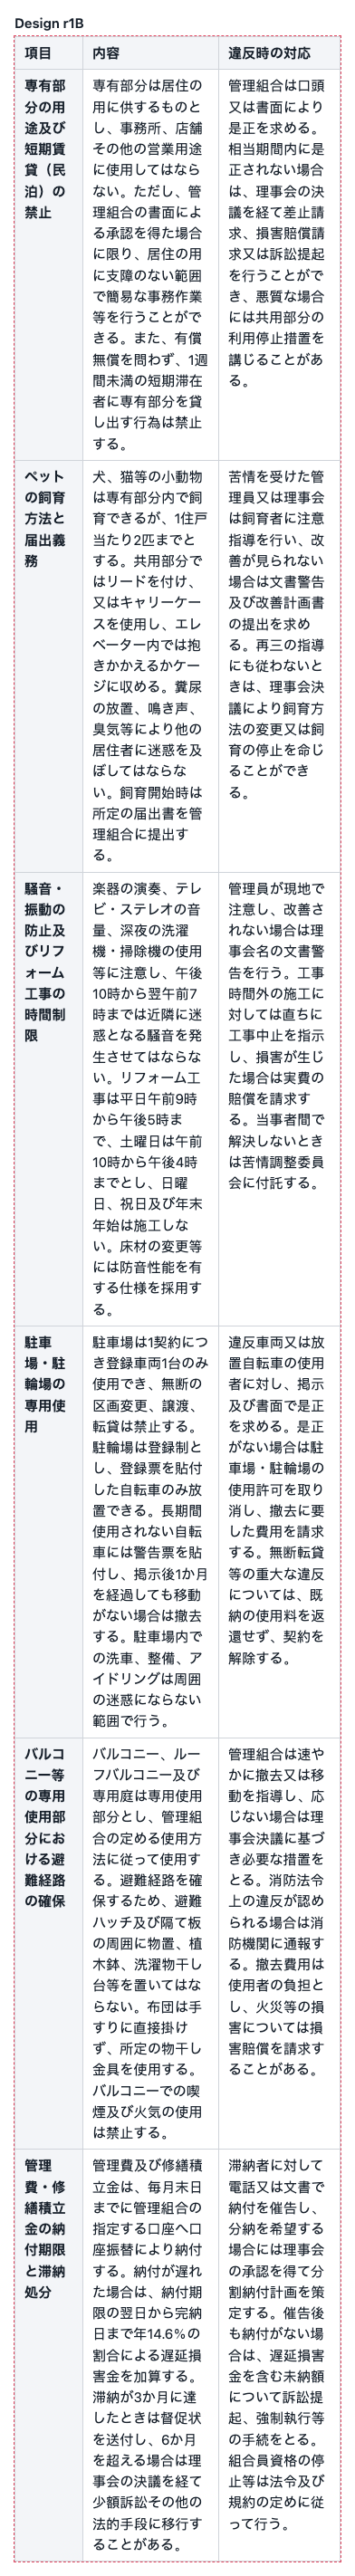 Design r1B
項目
内容
違反時の対応
専有部
分の用
途及び
短期賃
貸（民
泊）の
禁止
専有部分は居住の
用に供するものと
し、事務所、店舗
その他の営業用途
に使用してはなら
ない。ただし、管
理組合の書面によ
る承認を得た場合
に限り、居住の用
に支障のない範囲
で簡易な事務作業
等を行うことがで
きる。また、有償
無償を問わず、1週
間未満の短期滞在
者に専有部分を貸
し出す行為は禁止
する。
管理組合は口頭
又は書面により
是正を求める。
相当期間内に是
正されない場合
は、理事会の決
議を経て差止請
求、損害賠償請
求又は訴訟提起
を行うことがで
き、悪質な場合
には共用部分の
利用停止措置を
講じることがあ
る。
ペット
の飼育
方法と
届出義
務
犬、猫等の小動物
は専有部分内で飼
育できるが、1住戸
当たり2匹までと
する。共用部分で
はリードを付け、
又はキャリーケー
スを使用し、エレ
ベーター内では抱
きかかえるかケー
ジに収める。糞尿
の放置、鳴き声、
臭気等により他の
居住者に迷惑を及
ぼしてはならな
い。飼育開始時は
所定の届出書を管
理組合に提出す
る。
苦情を受けた管
理員又は理事会
は飼育者に注意
指導を行い、改
善が見られない
場合は文書警告
及び改善計画書
の提出を求め
る。再三の指導
にも従わないと
きは、理事会決
議により飼育方
法の変更又は飼
育の停止を命じ
ることができ
る。
騒音・
振動の
防止及
びリフ
ォーム
工事の
時間制
限
楽器の演奏、テレ
ビ・ステレオの音
量、深夜の洗濯
機・掃除機の使用
等に注意し、午後
10時から翌午前7
時までは近隣に迷
惑となる騒音を発
生させてはならな
い。リフォーム工
事は平日午前9時
から午後5時ま
で、土曜日は午前
10時から午後4時
までとし、日曜
日、祝日及び年末
年始は施工しな
い。床材の変更等
には防音性能を有
する仕様を採用す
る。
管理員が現地で
注意し、改善さ
れない場合は理
事会名の文書警
告を行う。工事
時間外の施工に
対しては直ちに
工事中止を指示
し、損害が生じ
た場合は実費の
賠償を請求す
る。当事者間で
解決しないとき
は苦情調整委員
会に付託する。
駐車
場・駐
輪場の
専用使
用
駐車場は1契約につ
き登録車両1台のみ
使用でき、無断の
区画変更、譲渡、
転貸は禁止する。
駐輪場は登録制と
し、登録票を貼付
した自転車のみ放
置できる。長期間
使用されない自転
車には警告票を貼
付し、掲示後1か月
を経過しても移動
がない場合は撤去
する。駐車場内で
の洗車、整備、ア
イドリングは周囲
の迷惑にならない
範囲で行う。
違反車両又は放
置自転車の使用
者に対し、掲示
及び書面で是正
を求める。是正
がない場合は駐
車場・駐輪場の
使用許可を取り
消し、撤去に要
した費用を請求
する。無断転貸
等の重大な違反
については、既
納の使用料を返
還せず、契約を
解除する。
バルコ
ニー等
の専用
使用部
分にお
ける避
難経路
の確保
バルコニー、ルー
フバルコニー及び
専用庭は専用使用
部分とし、管理組
合の定める使用方
法に従って使用す
る。避難経路を確
保するため、避難
ハッチ及び隔て板
の周囲に物置、植
木鉢、洗濯物干し
台等を置いてはな
らない。布団は手
すりに直接掛け
ず、所定の物干し
金具を使用する。
バルコニーでの喫
煙及び火気の使用
は禁止する。
管理組合は速や
かに撤去又は移
動を指導し、応
じない場合は理
事会決議に基づ
き必要な措置を
とる。消防法令
上の違反が認め
られる場合は消
防機関に通報す
る。撤去費用は
使用者の負担と
し、火災等の損
害については損
害賠償を請求す
ることがある。
管理
費・修
繕積立
金の納
付期限
と滞納
処分
管理費及び修繕積
立金は、毎月末日
までに管理組合の
指定する口座へ口
座振替により納付
する。納付が遅れ
た場合は、納付期
限の翌日から完納
日まで年14.6%の
割合による遅延損
害金を加算する。
滞納が3か月に達
したときは督促状
を送付し、6か月
を超える場合は理
事会の決議を経て
少額訴訟その他の
法的手段に移行す
ることがある。
滞納者に対して
電話又は文書で
納付を催告し、
分納を希望する
場合には理事会
の承認を得て分
割納付計画を策
定する。催告後
も納付がない場
合は、遅延損害
金を含む未納額
について訴訟提
起、強制執行等
の手続をとる。
組合員資格の停
止等は法令及び
規約の定めに従
って行う。